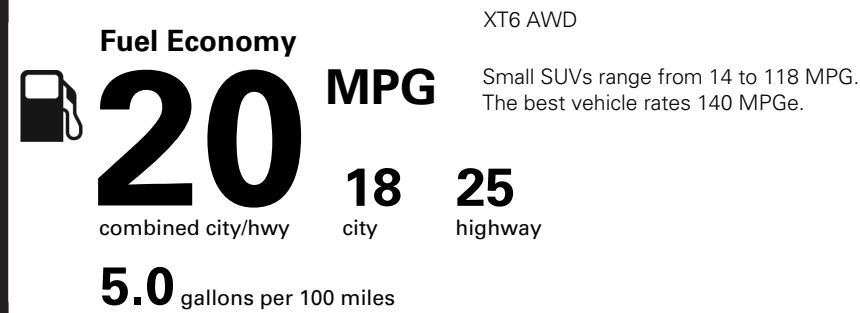 XT6 AWD
Fuel Economy
20 MPG
Small SUVs range from 14 to 118 MPG.
The best vehicle rates 140 MPGe.
18 25
combined city/hwy city highway
5.0 gallons per 100 miles